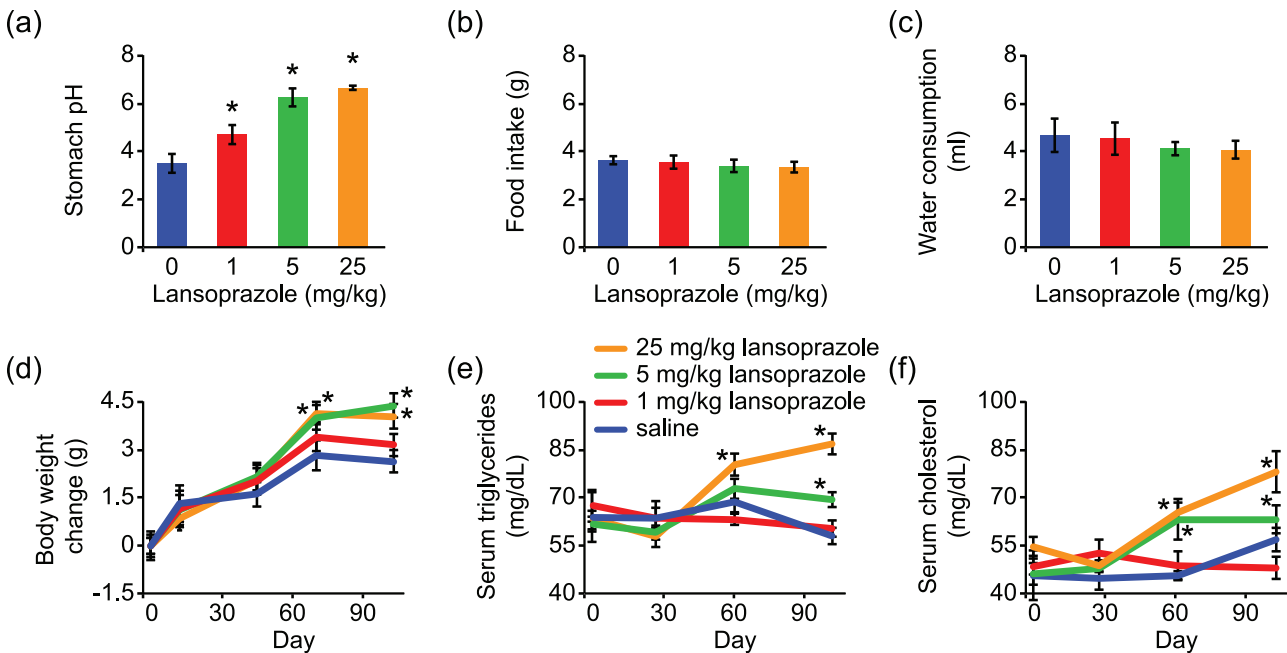 (a)
Stomach pH
8
6
4
2
0
*
*
*
0 1 5 25
Lansoprazole (mg/kg)
(b)
Food intake (g)
8
6
4
2
0
0 1 5 25
Lansoprazole (mg/kg)
(c)
Water consumption
(ml)
8
6
4
2
0
0 1 5 25
Lansoprazole (mg/kg)
(d)
Body weight
change (g)
4.5
3
1.5
0
-1.5
*
*
*
*
0 30 60 90
Day
(e)
25 mg/kg lansoprazole
5 mg/kg lansoprazole
1 mg/kg lansoprazole
saline
Serum triglycerides
(mg/dL)
100
85
70
55
40
*
*
*
0 30 60 90
Day
(f)
Serum cholesterol
(mg/dL)
100
85
70
55
40
*
*
*
*
0 30 60 90
Day